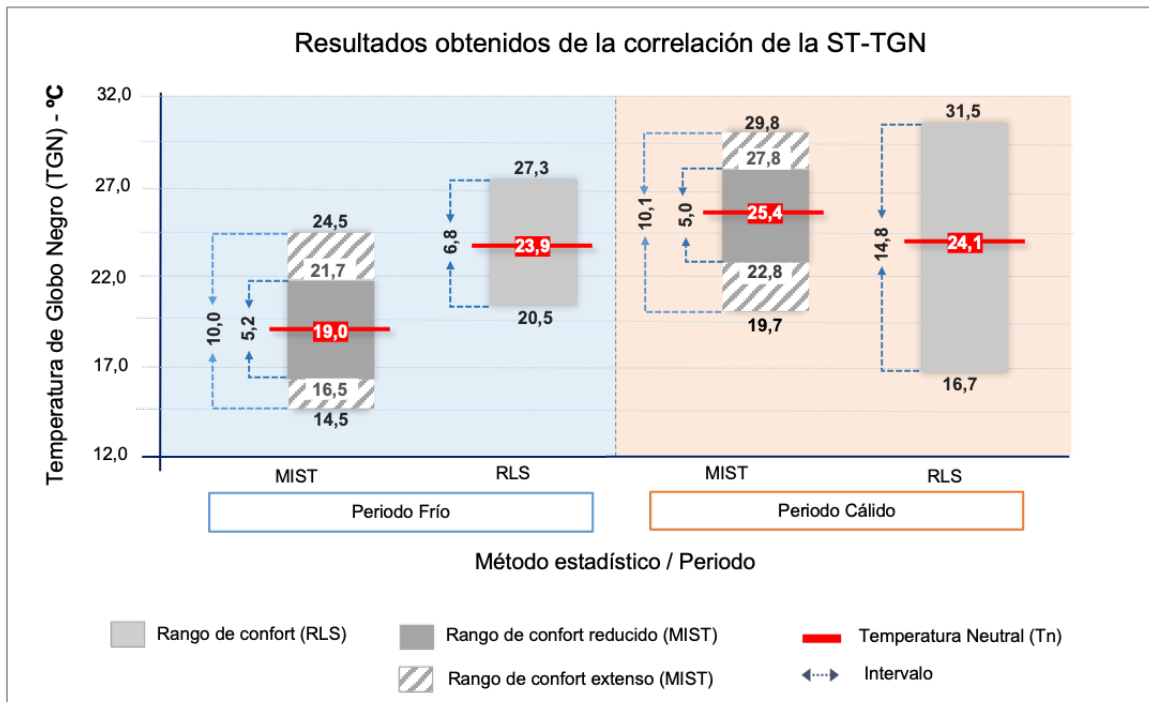 Resultados obtenidos de la correlación de la ST-TGN
Temperatura de Globo Negro (TGN) - ºC
32,0
27,0
22,0
17,0
12,0
24,5
21,7
19,0
16,5
14,5
10,0
5,2
27,3
23,9
20,5
6,8
29,8
27,8
25,4
22,8
19,7
10,1
5,0
31,5
24,1
16,7
14,8
MIST
RLS
MIST
RLS
Periodo Frío
Periodo Cálido
Método estadístico / Periodo
Rango de confort (RLS)
Rango de confort reducido (MIST)
Temperatura Neutral (Tn)
Rango de confort extenso (MIST)
Intervalo